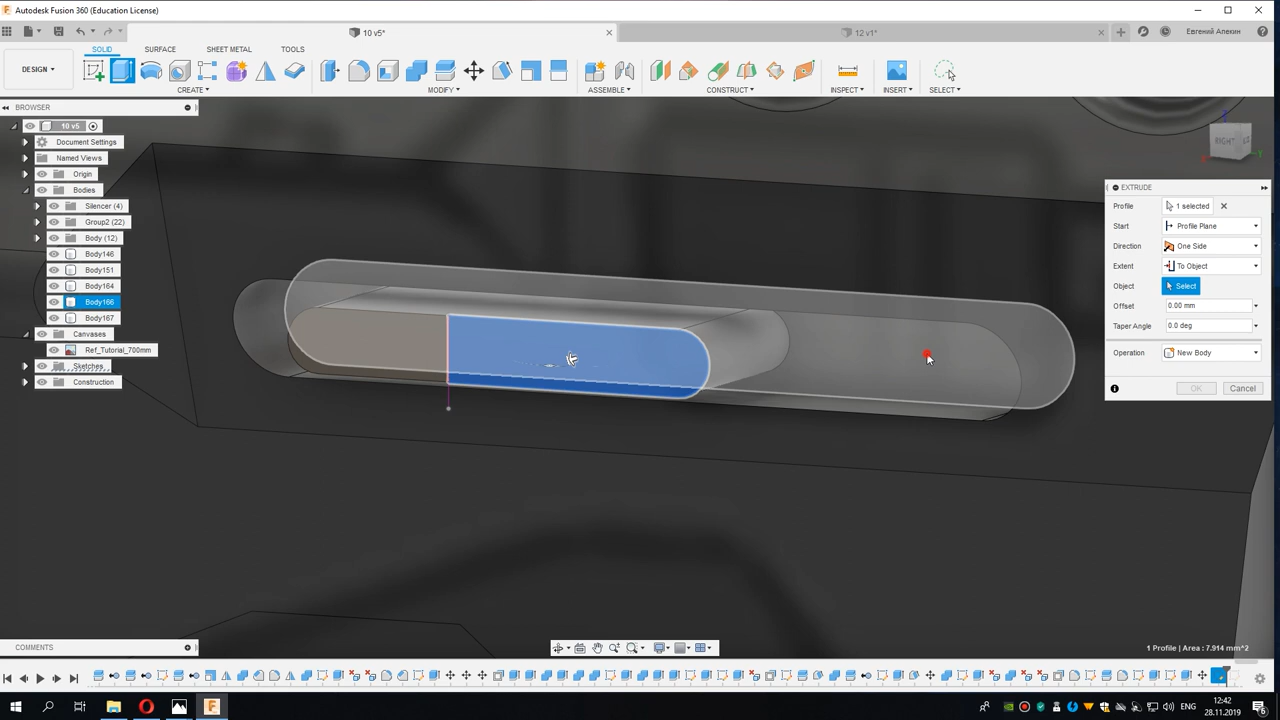 Autodesk Fusion 360 (Education License)
10 v5*
12 v1*
Евгений Апекин
DESIGN
SOLID
SURFACE
SHEET METAL
TOOLS
CREATE
MODIFY
ASSEMBLE
CONSTRUCT
INSPECT
INSERT
SELECT
BROWSER
10 v5
Document Settings
Named Views
Origin
Bodies
Silencer (4)
Group2 (22)
Body (12)
Body146
Body151
Body164
Body166
Body167
Canvases
Ref_Tutorial_700mm
Sketches
Construction
RIGHT
EXTRUDE
Profile
1 selected
Start
Profile Plane
Direction
One Side
Extent
To Object
Object
Select
Offset
0.00 mm
Taper Angle
0.0 deg
Operation
New Body
OK
Cancel
COMMENTS
1 Profile | Area : 7.914 mm^2
ENG
12:42
28.11.2019